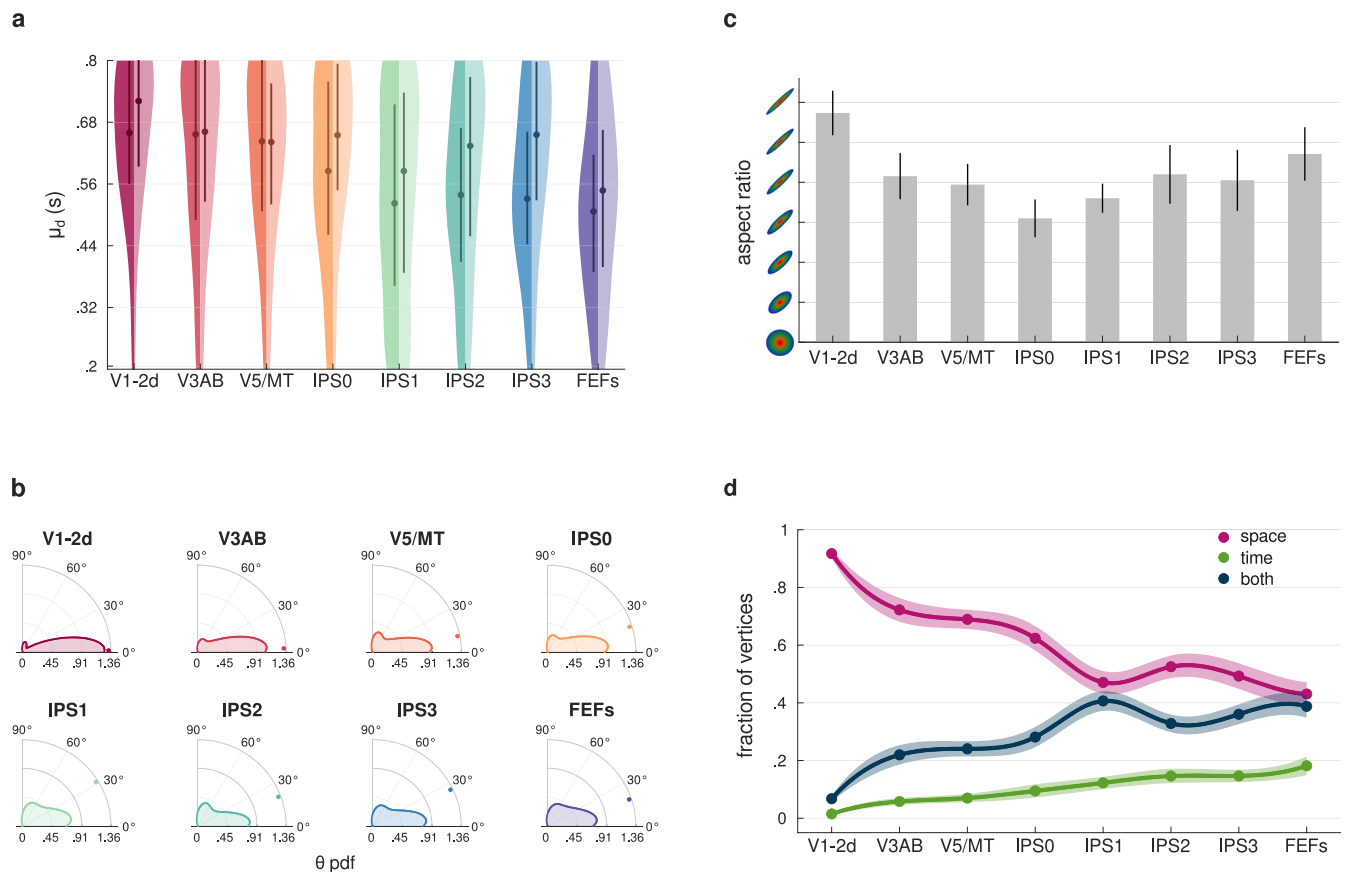 a
.8
.68
.56
.44
.32
.2
μd (s)
V1-2d V3AB V5/MT IPS0 IPS1 IPS2 IPS3 FEFs
c
aspect ratio
V1-2d V3AB V5/MT IPS0 IPS1 IPS2 IPS3 FEFs
b
V1-2d V3AB V5/MT IPS0
90° 60° 30° 0° 90° 60° 30° 0° 90° 60° 30° 0° 90° 60° 30° 0°
0 .45 .91 1.36 0 .45 .91 1.36 0 .45 .91 1.36 0 .45 .91 1.36
IPS1 IPS2 IPS3 FEFs
90° 60° 30° 0° 90° 60° 30° 0° 90° 60° 30° 0° 90° 60° 30° 0°
0 .45 .91 1.36 0 .45 .91 1.36 0 .45 .91 1.36 0 .45 .91 1.36
θ pdf
d
1
.8
.6
.4
.2
0
fraction of vertices
space
time
both
V1-2d V3AB V5/MT IPS0 IPS1 IPS2 IPS3 FEFs